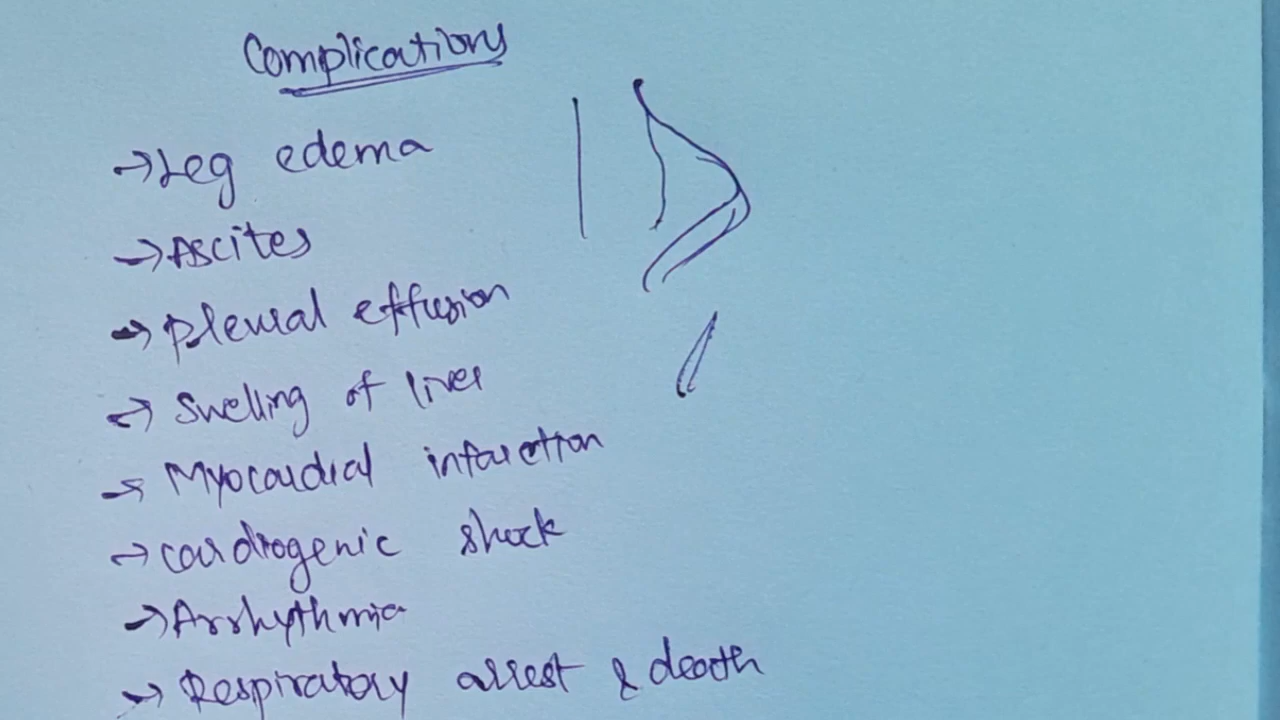 Complications
→Leg edema
→Ascites
→ Pleural effusion
→ Swelling of liver
→ Myocardial infarction
→ cardiogenic shock
→Arrhythmia
→ Respiratory arrest & death